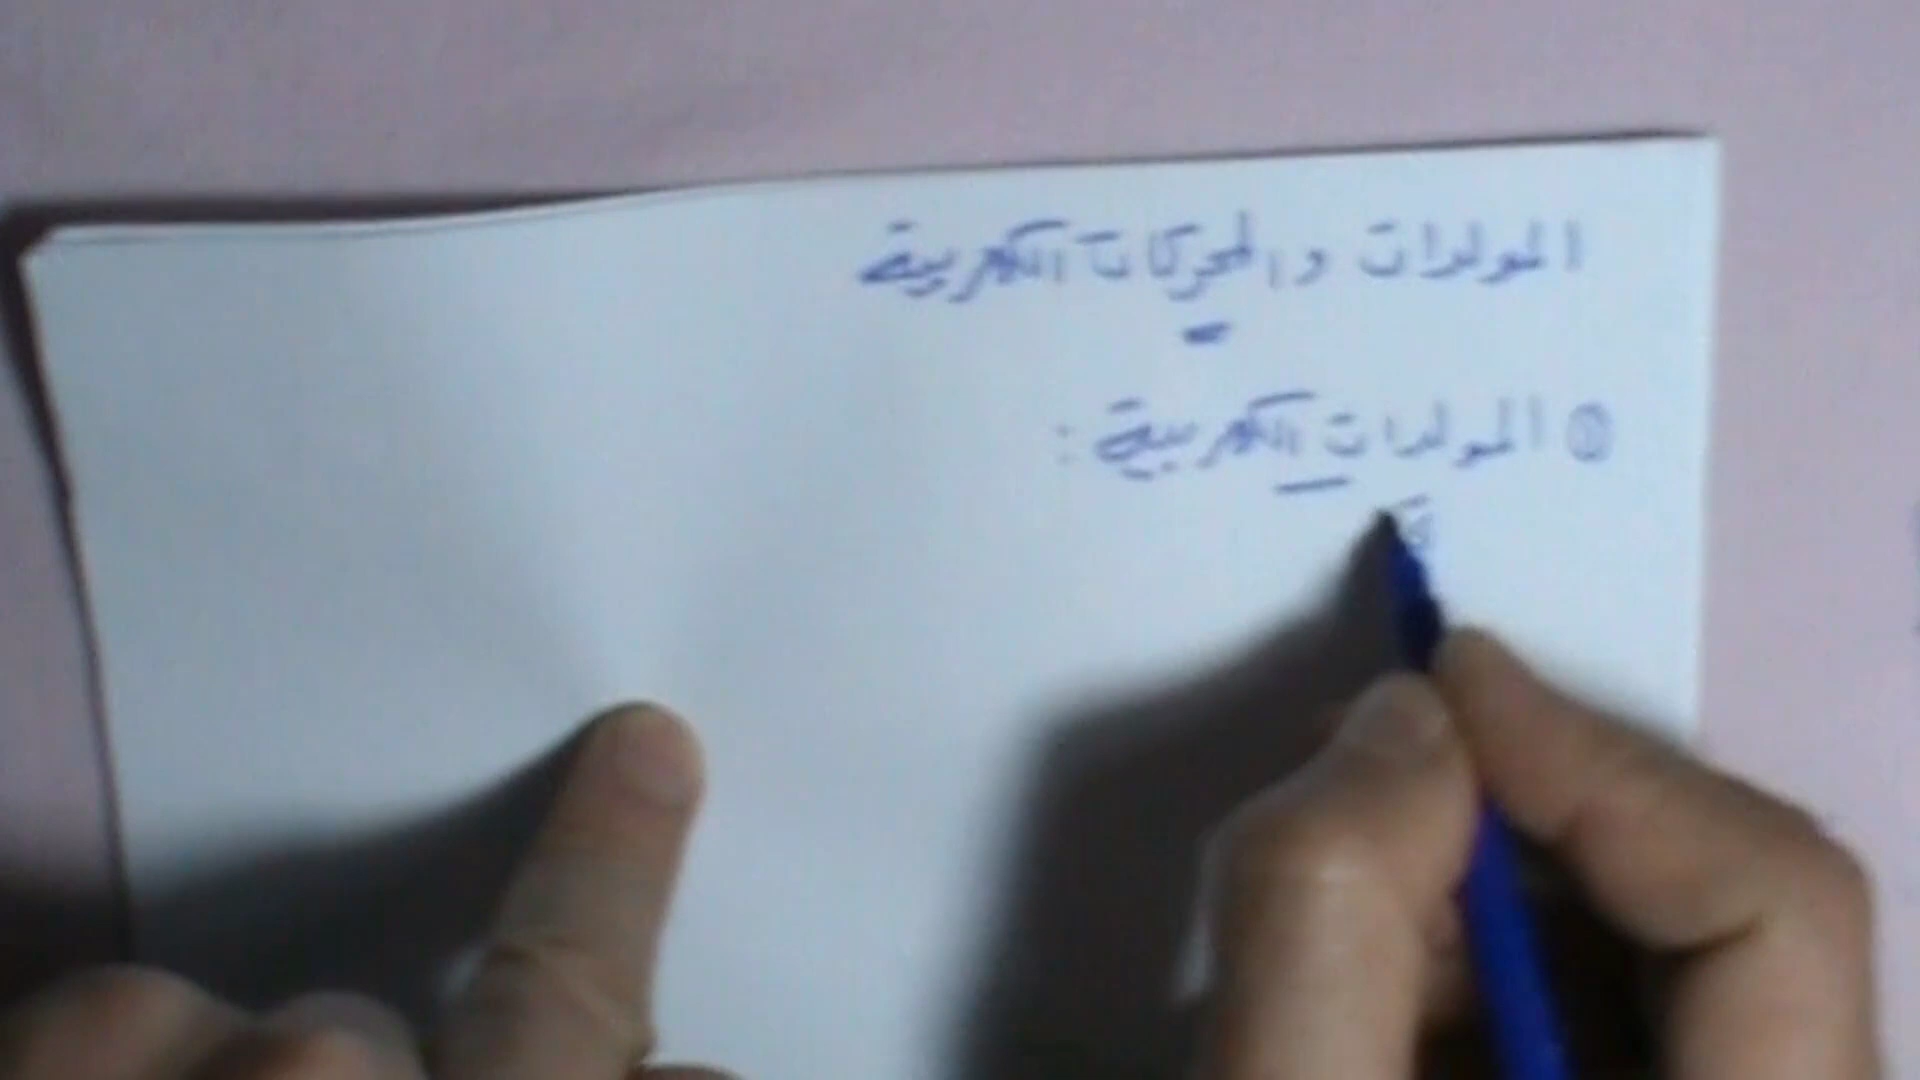 المولدات والمحركات الكهربية
① المولدات الكهربية :